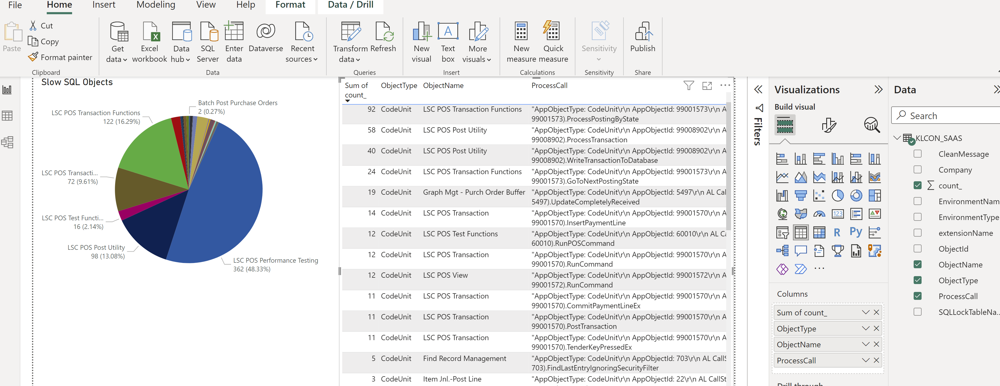 File
Home
Insert
Modeling
View
Help
Format
Data / Drill
Paste
Cut
Copy
Format painter
Clipboard
Get
data
Excel
workbook
Data
hub
SQL
Server
Enter
data
Dataverse
Recent
sources
Data
Transform
data
Refresh
Queries
New
visual
A
Text
box
More
visuals
Insert
New
measure
Quick
measure
Calculations
Sensitivity
Sensitivity
Publish
Share
Slow SQL Objects
Batch Post Purchase Orders
2 (0.27%)
LSC POS Transaction Functions
122 (16.29%)
LSC POS Transacti...
72 (9.61%)
LSC POS Test Functi...
16 (2.14%)
LSC POS Post Utility
98 (13.08%)
LSC POS Performance Testing
362 (48.33%)
Sum of
count_
ObjectType
ObjectName
ProcessCall
92 CodeUnit LSC POS Transaction Functions "AppObjectType: CodeUnit\r\n AppObjectId: 99001573\r\n A
99001573).ProcessPostingByState
58 CodeUnit LSC POS Post Utility "AppObjectType: CodeUnit\r\n AppObjectId: 99008902\r\n A
99008902).ProcessTransaction
40 CodeUnit LSC POS Post Utility "AppObjectType: CodeUnit\r\n AppObjectId: 99008902\r\n A
99008902).WriteTransactionToDatabase
24 CodeUnit LSC POS Transaction Functions "AppObjectType: CodeUnit\r\n AppObjectId: 99001573\r\n A
99001573).GoToNextPostingState
19 CodeUnit Graph Mgt - Purch Order Buffer "AppObjectType: CodeUnit\r\n AppObjectId: 5497\r\n AL Cal
5497).UpdateCompletelyReceived
14 CodeUnit LSC POS Transaction "AppObjectType: CodeUnit\r\n AppObjectId: 99001570\r\n A
99001570).InsertPaymentLine
12 CodeUnit LSC POS Test Functions "AppObjectType: CodeUnit\r\n AppObjectId: 60010\r\n AL Ca
60010).RunPOSCommand
12 CodeUnit LSC POS Transaction "AppObjectType: CodeUnit\r\n AppObjectId: 99001570\r\n A
99001570).RunCommand
12 CodeUnit LSC POS View "AppObjectType: CodeUnit\r\n AppObjectId: 99001572\r\n A
99001572).RunCommand
11 CodeUnit LSC POS Transaction "AppObjectType: CodeUnit\r\n AppObjectId: 99001570\r\n A
99001570).CommitPaymentLineEx
11 CodeUnit LSC POS Transaction "AppObjectType: CodeUnit\r\n AppObjectId: 99001570\r\n A
99001570).PostTransaction
11 CodeUnit LSC POS Transaction "AppObjectType: CodeUnit\r\n AppObjectId: 99001570\r\n A
99001570).TenderKeyPressedEx
5 CodeUnit Find Record Management "AppObjectType: CodeUnit\r\n AppObjectId: 703\r\n AL CallS
703).FindLastEntryIgnoringSecurityFilter
3 CodeUnit Item Jnl.-Post Line "AppObjectType: CodeUnit\r\n AppObjectId: 22\r\n AL CallSt
Filters
Visualizations
Build visual
123
R
Py
Columns
Sum of count_
ObjectType
ObjectName
ProcessCall
Drill through
Data
Search
KLCON_SAAS
CleanMessage
Company
count_
EnvironmentNam
EnvironmentType
extensionName
ObjectId
ObjectName
ObjectType
ProcessCall
SQLLockTableNa...